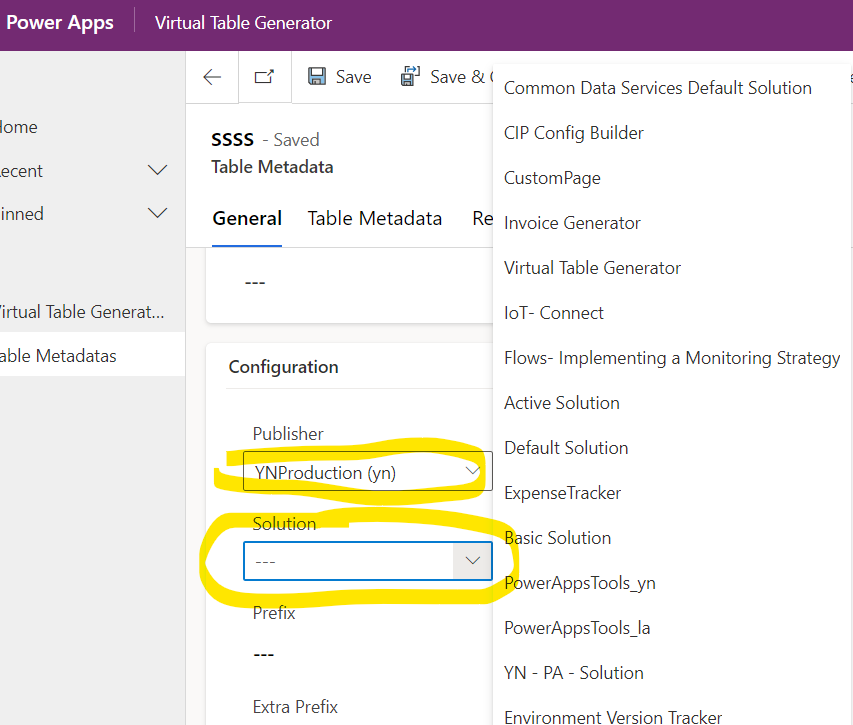 Power Apps
Virtual Table Generator
Save
Save &
SSSS - Saved
Table Metadata
General
Table Metadata
Re
Home
ecent
inned
irtual Table Generat...
able Metadatas
---
Configuration
Publisher
YNProduction (yn)
Solution
---
Prefix
---
Extra Prefix
Common Data Services Default Solution
CIP Config Builder
CustomPage
Invoice Generator
Virtual Table Generator
IoT- Connect
Flows- Implementing a Monitoring Strategy
Active Solution
Default Solution
ExpenseTracker
Basic Solution
PowerAppsTools_yn
PowerAppsTools_la
YN - PA - Solution
Environment Version Tracker